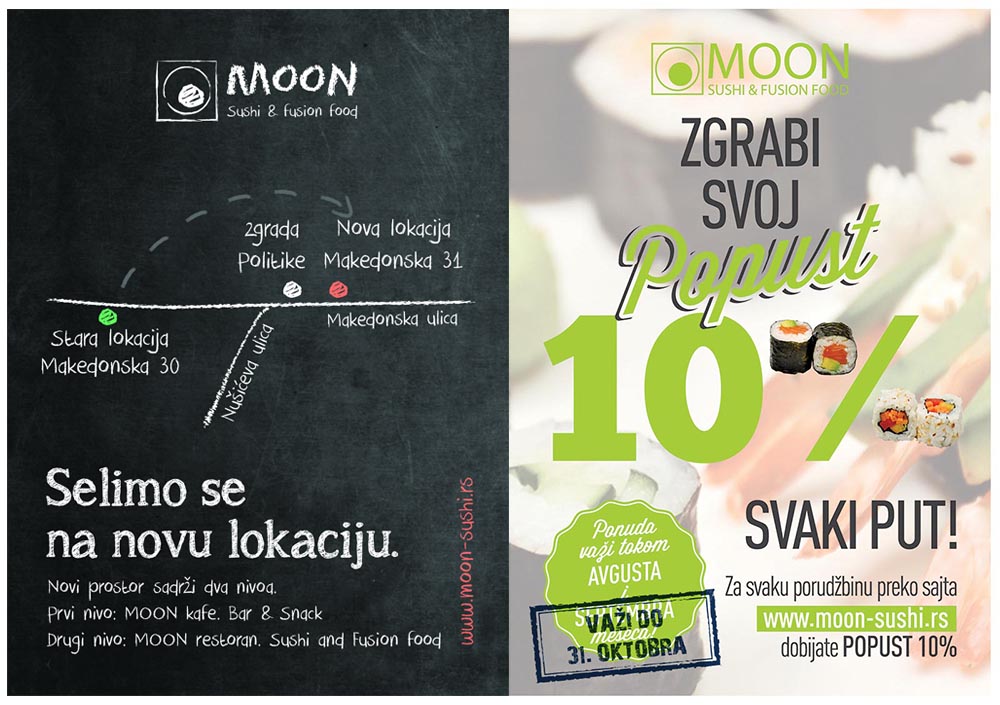 MOON
Sushi & Fusion food
Zgrada
Politike
Nova lokacija
Makedonska 31
Stara lokacija
Makedonska 30
Makedonska ulica
Nušićeva ulica
Selimo se
na novu lokaciju.
Novi prostor sadrži dva nivoa.
Prvi nivo: MOON kafe. Bar & Snack
Drugi nivo: MOON restoran. Sushi and Fusion food
www.moon-sushi.rs
MOON
SUSHI & FUSION FOOD
ZGRABI
SVOJ
Popust
10%
SVAKI PUT!
Ponuda
važi tokom
AVGUSTA
i
SEPTEMBRA
meseca!
VAŽI DO
31. OKTOBRA
Za svaku porudžbinu preko sajta
www.moon-sushi.rs
dobijate POPUST 10%